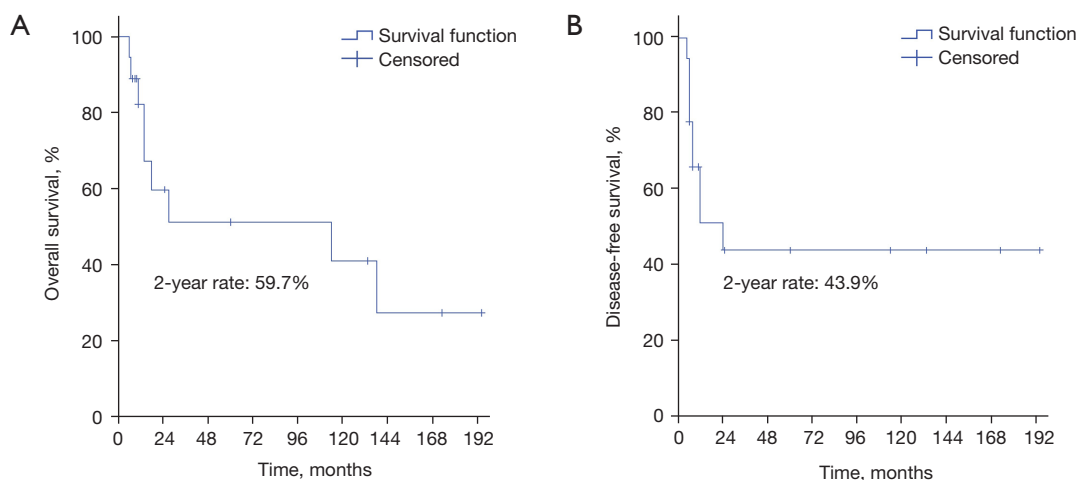 A
100
80
60
40
20
0
Overall survival, %
Survival function
Censored
2-year rate: 59.7%
0 24 48 72 96 120 144 168 192
Time, months
B
100
80
60
40
20
0
Disease-free survival, %
Survival function
Censored
2-year rate: 43.9%
0 24 48 72 96 120 144 168 192
Time, months